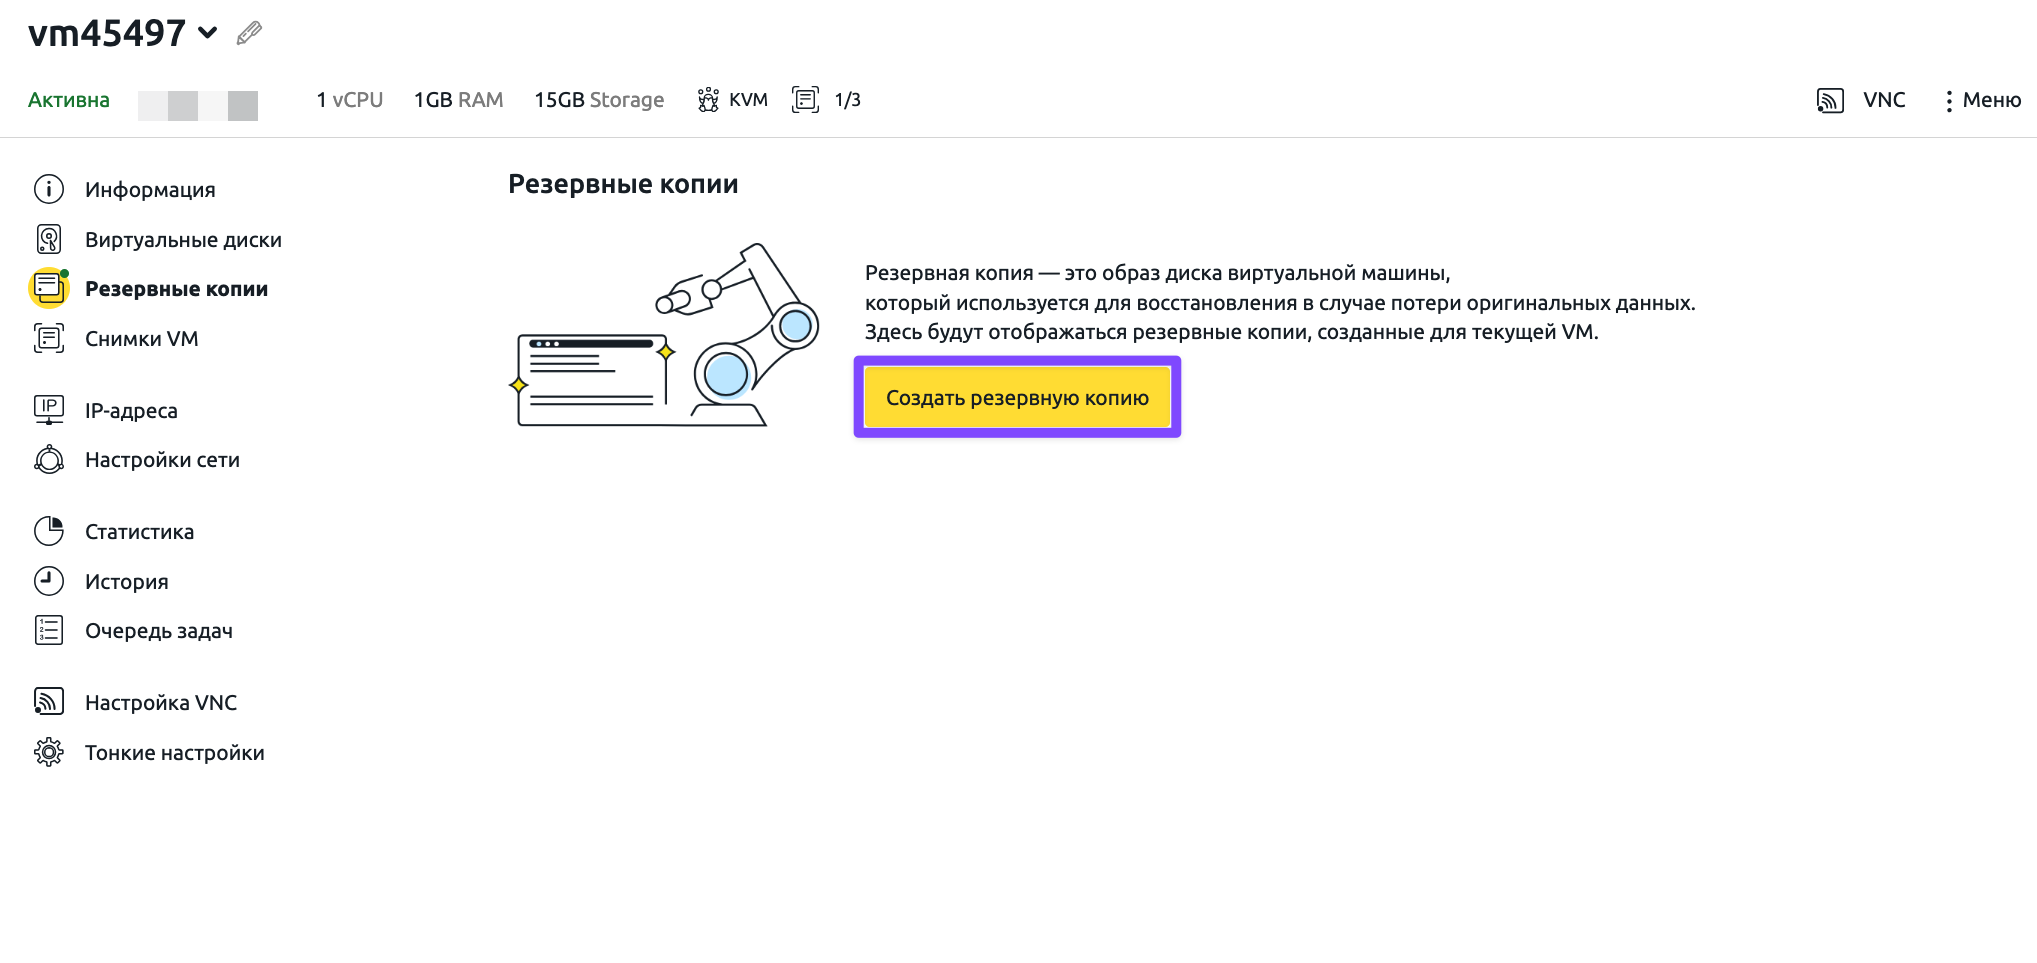 vm45497
Активна
1 vCPU 1GB RAM 15GB Storage KVM 1/3
VNC Меню
Информация
Виртуальные диски
Резервные копии
Снимки VM
IP
IP-адреса
Настройки сети
Статистика
История
Очередь задач
Настройка VNC
Тонкие настройки
Резервные копии
Резервная копия — это образ диска виртуальной машины,
который используется для восстановления в случае потери оригинальных данных.
Здесь будут отображаться резервные копии, созданные для текущей VM.
Создать резервную копию